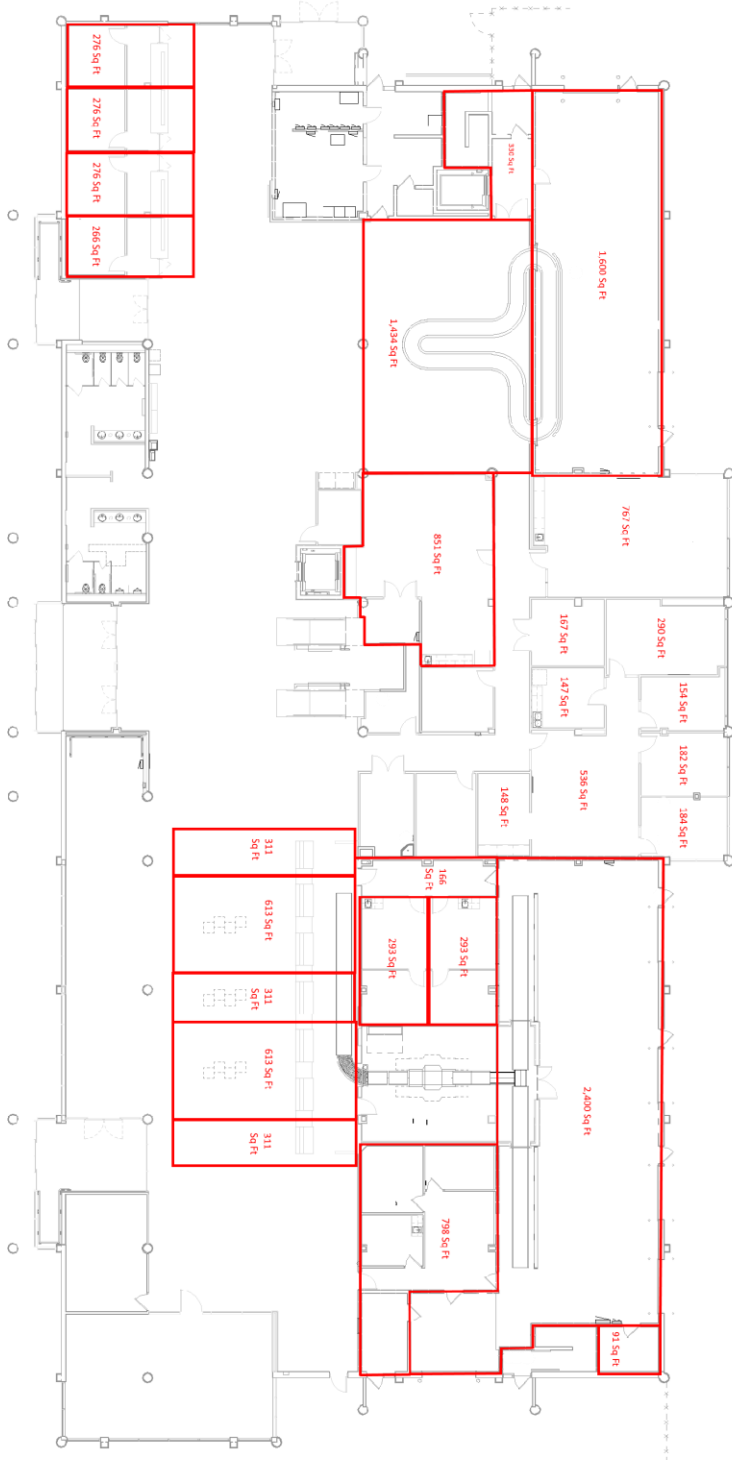 276 Sq Ft
276 Sq Ft
276 Sq Ft
266 Sq Ft
330 Sq Ft
1,600 Sq Ft
1,434 Sq Ft
851 Sq Ft
767 Sq Ft
167 Sq Ft
290 Sq Ft
147 Sq Ft
154 Sq Ft
536 Sq Ft
182 Sq Ft
148 Sq Ft
184 Sq Ft
311
Sq Ft
166
Sq Ft
613 Sq Ft
293 Sq Ft
293 Sq Ft
311
Sq Ft
613 Sq Ft
2,400 Sq Ft
311
Sq Ft
798 Sq Ft
91 Sq Ft